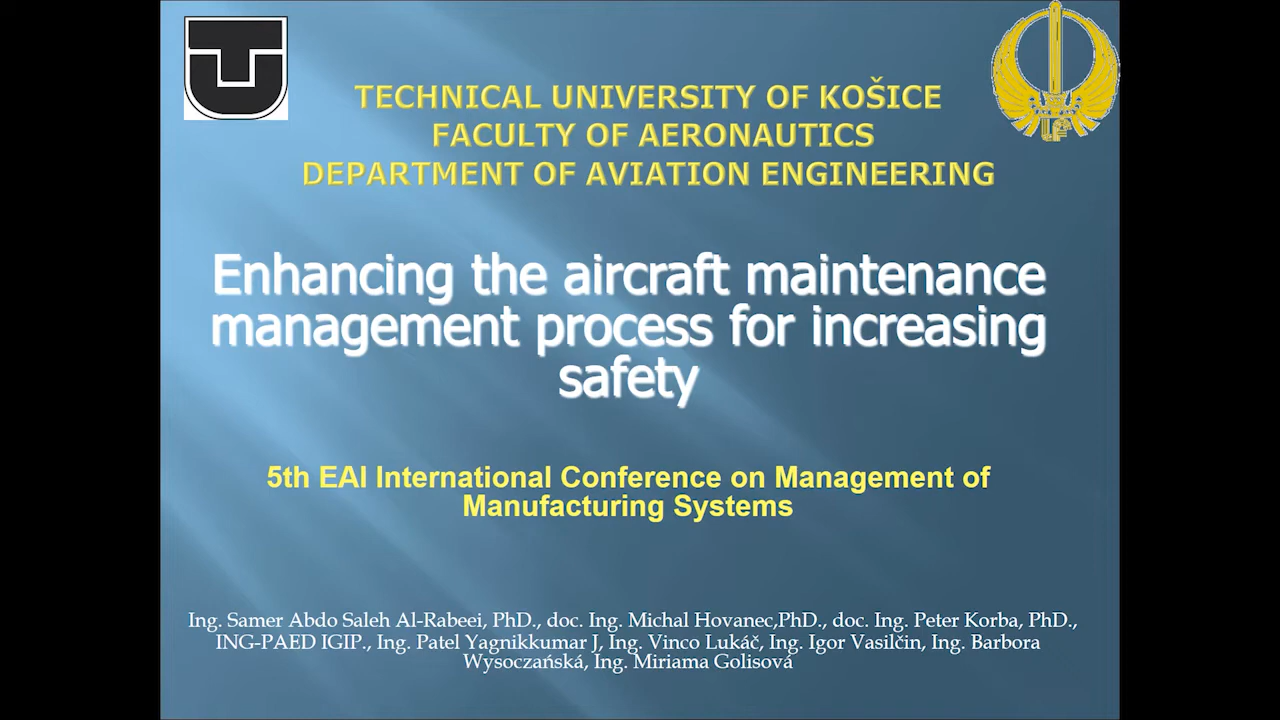 TECHNICAL UNIVERSITY OF KOŠICE
FACULTY OF AERONAUTICS
DEPARTMENT OF AVIATION ENGINEERING
Enhancing the aircraft maintenance
management process for increasing
safety
5th EAI International Conference on Management of
Manufacturing Systems
Ing. Samer Abdo Saleh Al-Rabeei, PhD., doc. Ing. Michal Hovanec,PhD., doc. Ing. Peter Korba, PhD.,
ING-PAED IGIP., Ing. Patel Yagnikkumar J, Ing. Vinco Lukáč, Ing. Igor Vasilčin, Ing. Barbora
Wysoczańská, Ing. Miriama Golisová